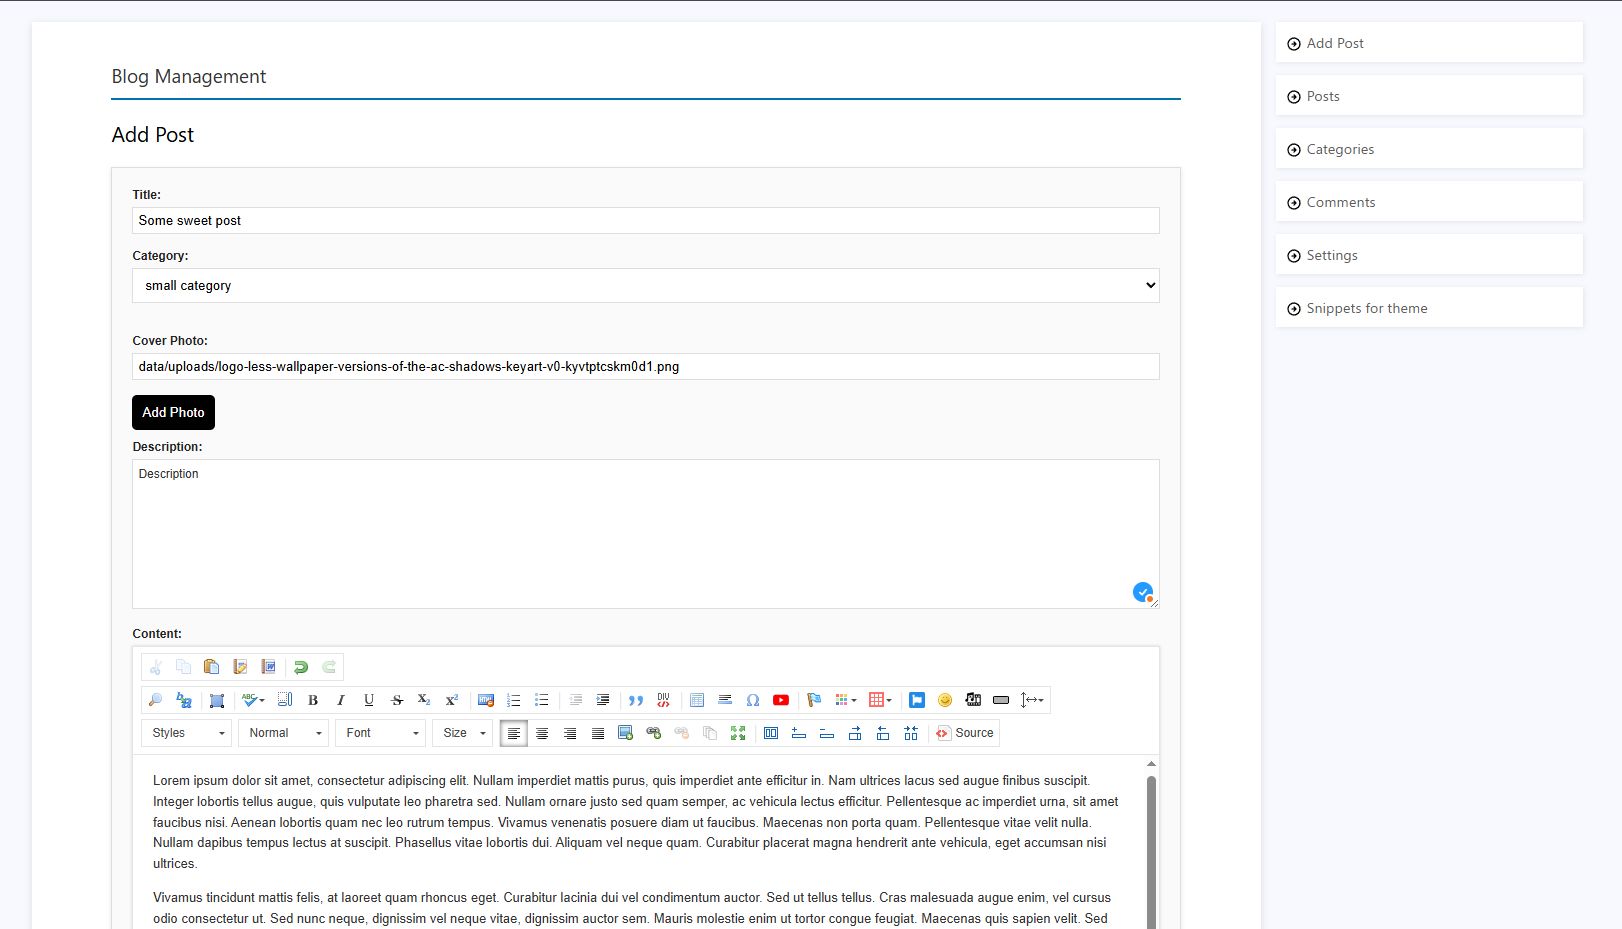 Blog Management
Add Post
Title:
Some sweet post
Category:
small category
Cover Photo:
data/uploads/logo-less-wallpaper-versions-of-the-ac-shadows-keyart-v0-kyvtptcskm0d1.png
Add Photo
Description:
Description
Content:
ABC B I U S X2 X2 DIV Ω
Styles Normal Font Size Source
Lorem ipsum dolor sit amet, consectetur adipiscing elit. Nullam imperdiet mattis purus, quis imperdiet ante efficitur in. Nam ultrices lacus sed augue finibus suscipit.
Integer lobortis tellus augue, quis vulputate leo pharetra sed. Nullam ornare justo sed quam semper, ac vehicula lectus efficitur. Pellentesque ac imperdiet urna, sit amet
faucibus nisi. Aenean lobortis quam nec leo rutrum tempus. Vivamus venenatis posuere diam ut faucibus. Maecenas non porta quam. Pellentesque vitae velit nulla.
Nullam dapibus tempus lectus at suscipit. Phasellus vitae lobortis dui. Aliquam vel neque quam. Curabitur placerat magna hendrerit ante vehicula, eget accumsan nisi
ultrices.
Vivamus tincidunt mattis felis, at laoreet quam rhoncus eget. Curabitur lacinia dui vel condimentum auctor. Sed ut tellus tellus. Cras malesuada augue enim, vel cursus
odio consectetur ut. Sed nunc neque, dignissim vel neque vitae, dignissim auctor sem. Mauris molestie enim ut tortor congue feugiat. Maecenas quis sapien velit. Sed
Add Post
Posts
Categories
Comments
Settings
Snippets for theme